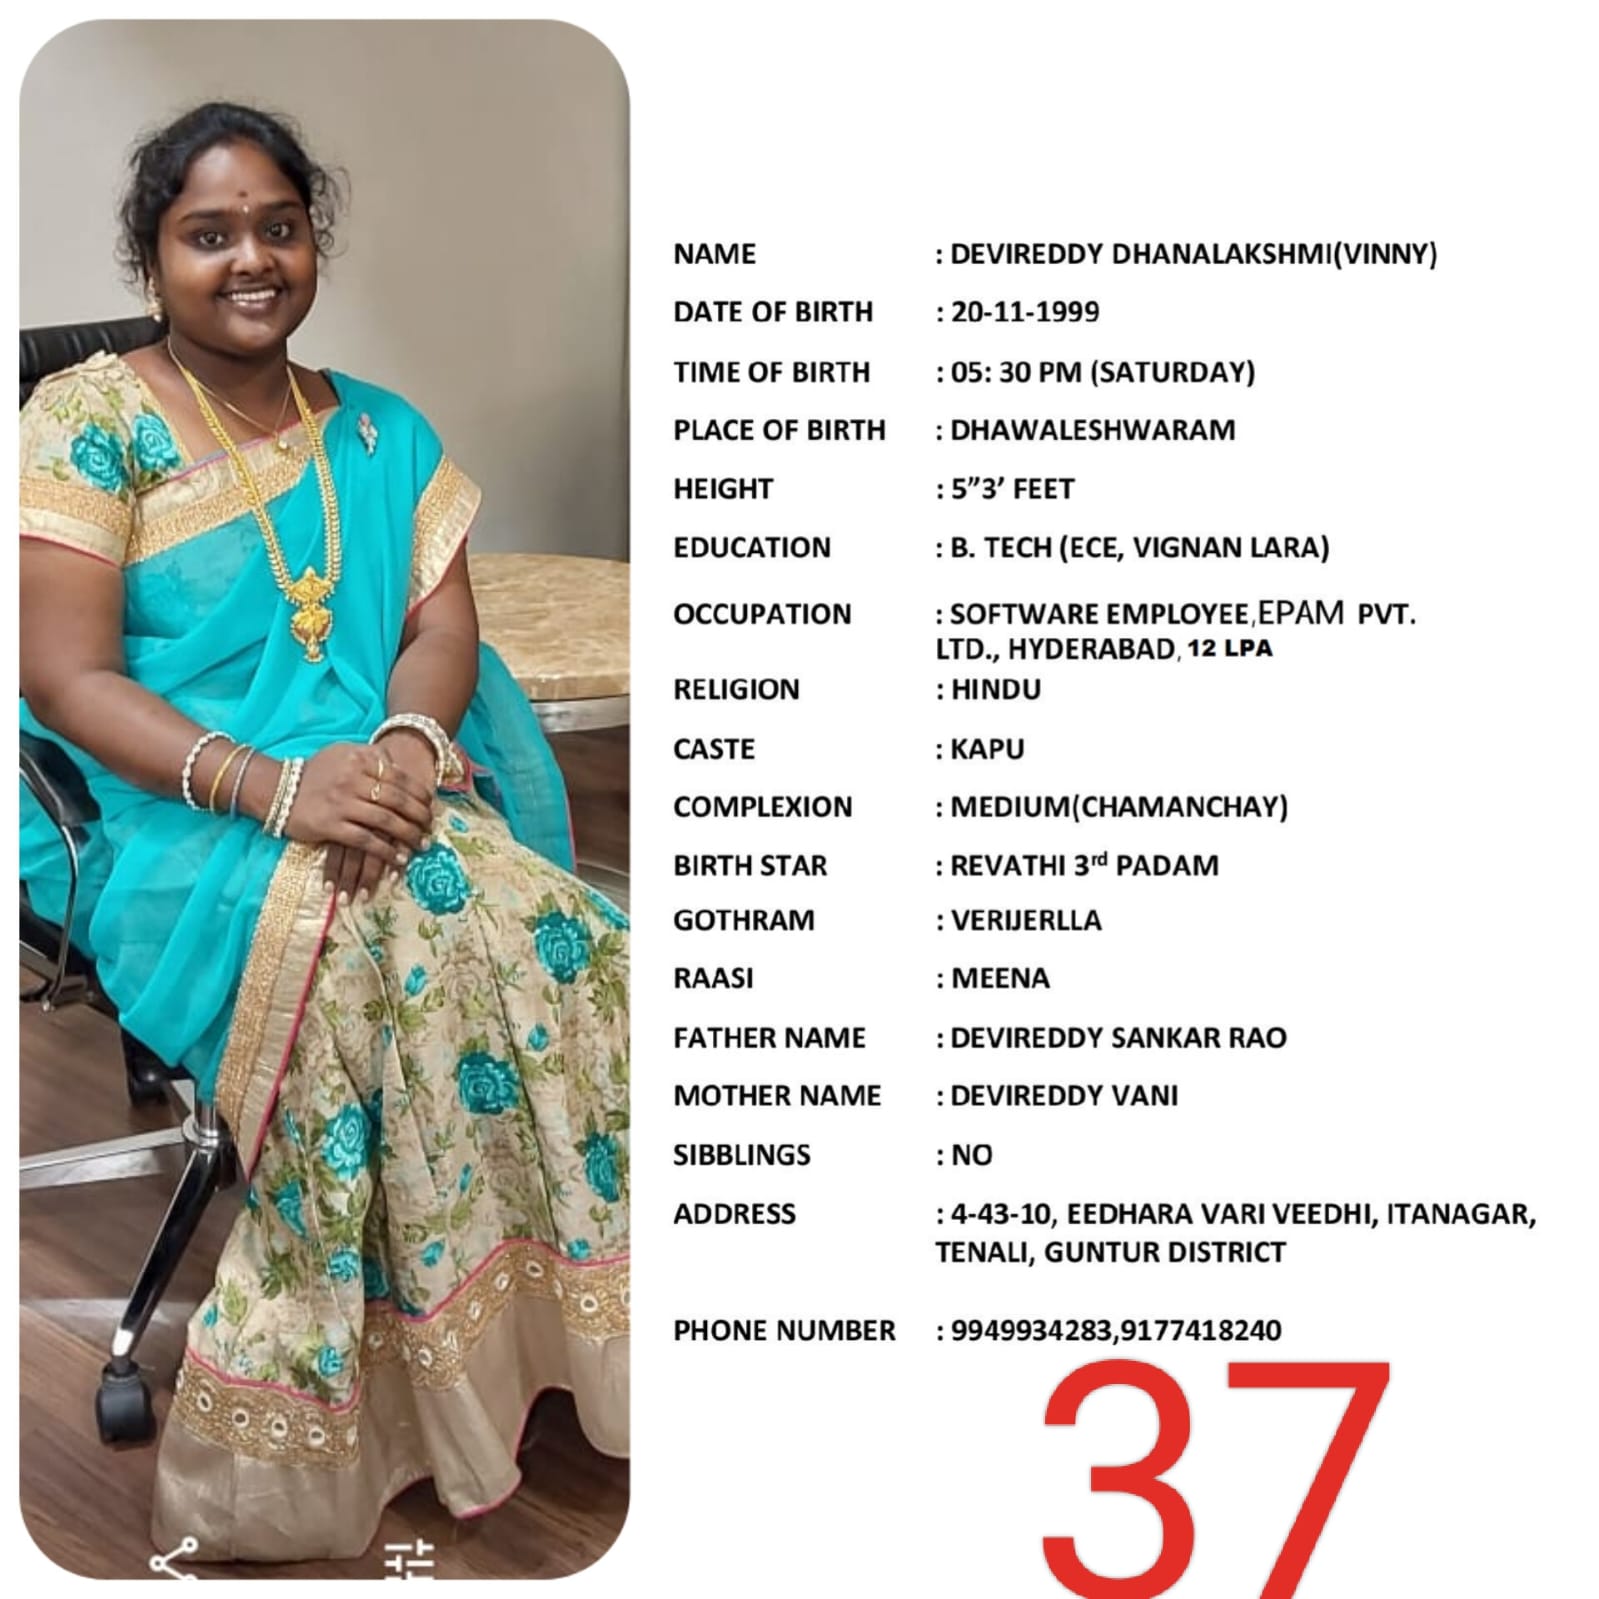 NAME : DEVIREDDY DHANALAKSHMI(VINNY)
DATE OF BIRTH : 20-11-1999
TIME OF BIRTH : 05: 30 PM (SATURDAY)
PLACE OF BIRTH : DHAWALESHWARAM
HEIGHT : 5”3’ FEET
EDUCATION : B. TECH (ECE, VIGNAN LARA)
OCCUPATION : SOFTWARE EMPLOYEE,EPAM PVT.
LTD., HYDERABAD, 12 LPA
RELIGION : HINDU
CASTE : KAPU
COMPLEXION : MEDIUM(CHAMANCHAY)
BIRTH STAR : REVATHI 3rd PADAM
GOTHRAM : VERIJERLLA
RAASI : MEENA
FATHER NAME : DEVIREDDY SANKAR RAO
MOTHER NAME : DEVIREDDY VANI
SIBBLINGS : NO
ADDRESS : 4-43-10, EEDHARA VARI VEEDHI, ITANAGAR,
TENALI, GUNTUR DISTRICT
PHONE NUMBER : 9949934283,9177418240
37